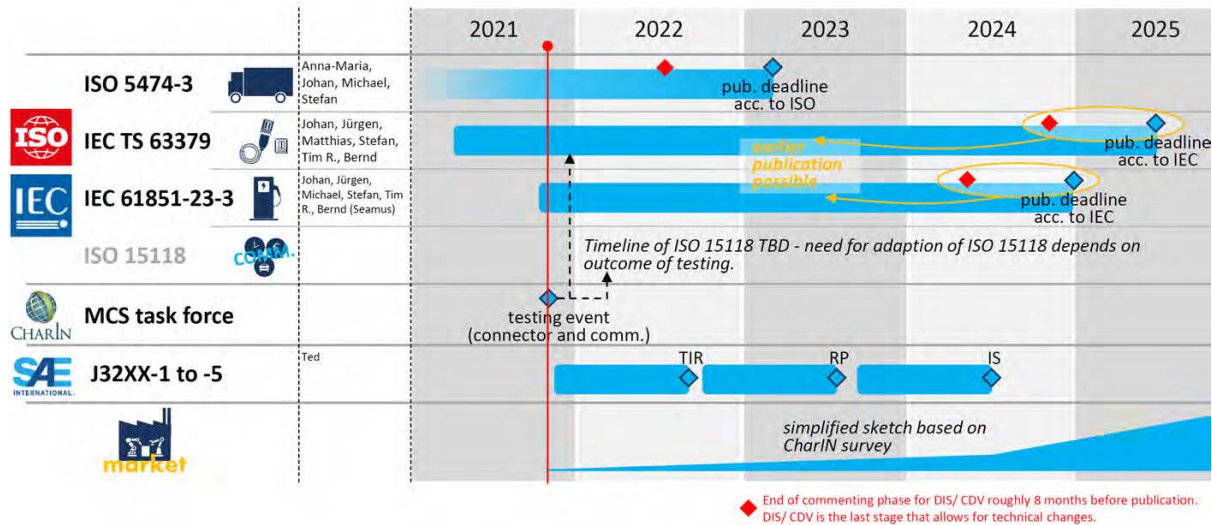 2021 2022 2023 2024 2025
ISO 5474-3
Anna-Maria,
Johan, Michael,
Stefan
pub. deadline
acc. to ISO
ISO
IEC TS 63379
Johan, Jürgen,
Matthias, Stefan,
Tim R., Bernd
earlier
publication
possible
pub. deadline
acc. to IEC
IEC
IEC 61851-23-3
Johan, Jürgen,
Michael, Stefan, Tim
R., Bernd (Seamus)
pub. deadline
acc. to IEC
ISO 15118
COMM.
Timeline of ISO 15118 TBD - need for adaption of ISO 15118 depends on
outcome of testing.
CHARIN
MCS task force
testing event
(connector and comm.)
SAE
INTERNATIONAL.
J32XX-1 to -5
Ted
TIR RP IS
market
simplified sketch based on
CharIN survey
End of commenting phase for DIS/ CDV roughly 8 months before publication.
DIS/ CDV is the last stage that allows for technical changes.